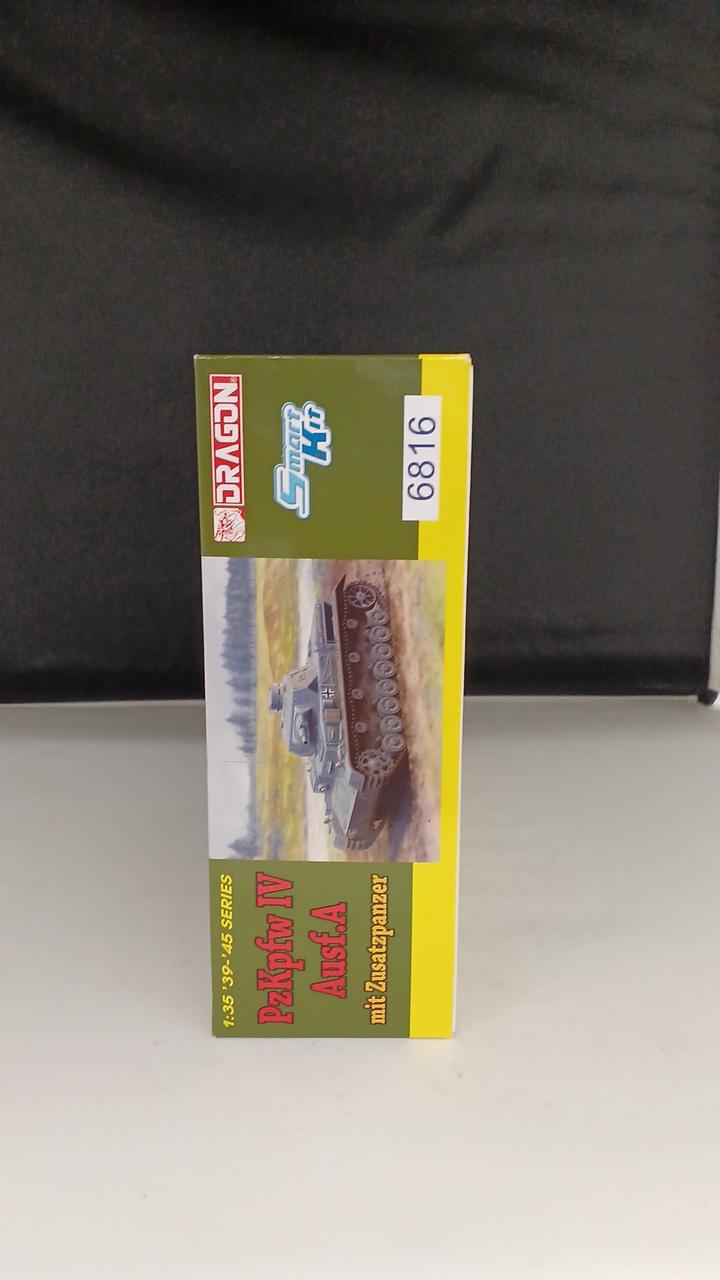 1:35 '39-'45 SERIES
PzKpfw IV
Ausf.A
mit Zusatzpanzer
DRAGON®
Smart
Kit
6816